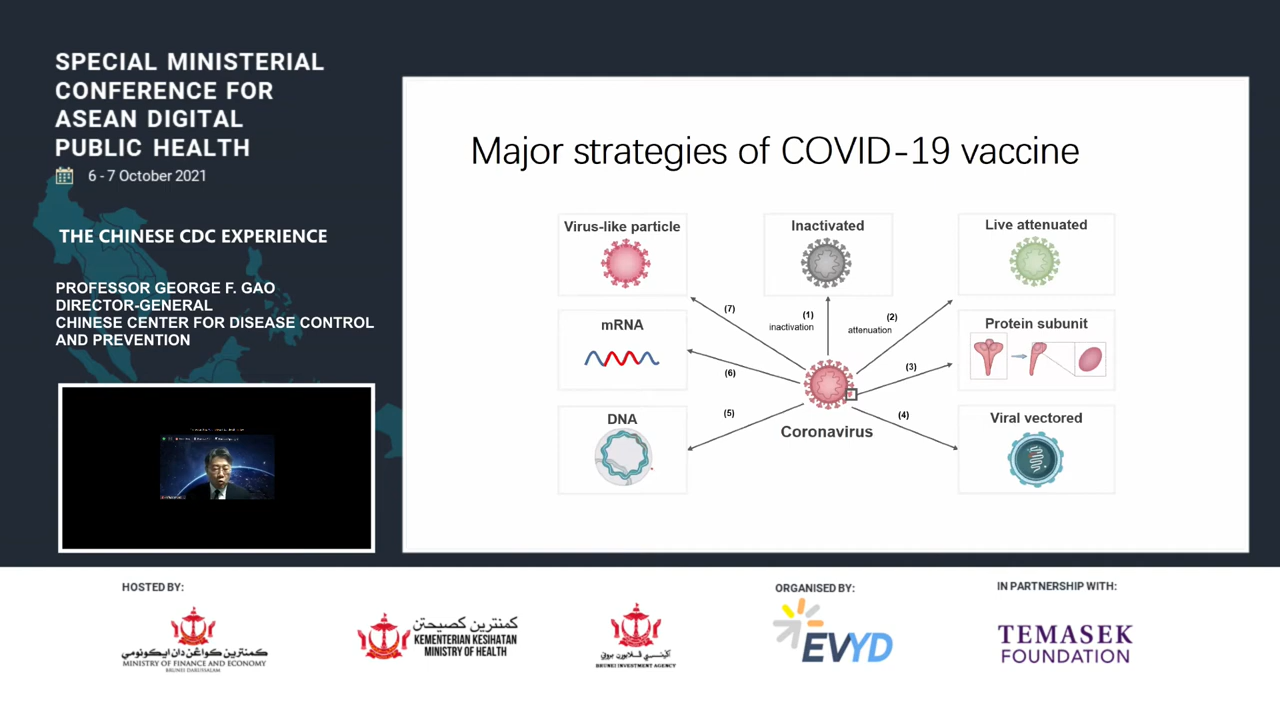 SPECIAL MINISTERIAL
CONFERENCE FOR
ASEAN DIGITAL
PUBLIC HEALTH
6 - 7 October 2021
THE CHINESE CDC EXPERIENCE
PROFESSOR GEORGE F. GAO
DIRECTOR-GENERAL
CHINESE CENTER FOR DISEASE CONTROL
AND PREVENTION
Major strategies of COVID-19 vaccine
Virus-like particle
Inactivated
Live attenuated
(7)
(1)
inactivation
(2)
attenuation
mRNA
Protein subunit
(6)
(3)
(5)
(4)
DNA
Coronavirus
Viral vectored
HOSTED BY:
ORGANISED BY:
IN PARTNERSHIP WITH:
كمنترين كواڠن دان ايكونومي
MINISTRY OF FINANCE AND ECONOMY
BRUNEI DARUSSALAM
كمنترين كصيحتن
KEMENTERIAN KESIHATAN
MINISTRY OF HEALTH
BRUNEI INVESTMENT AGENCY
EVYD
TEMASEK
FOUNDATION